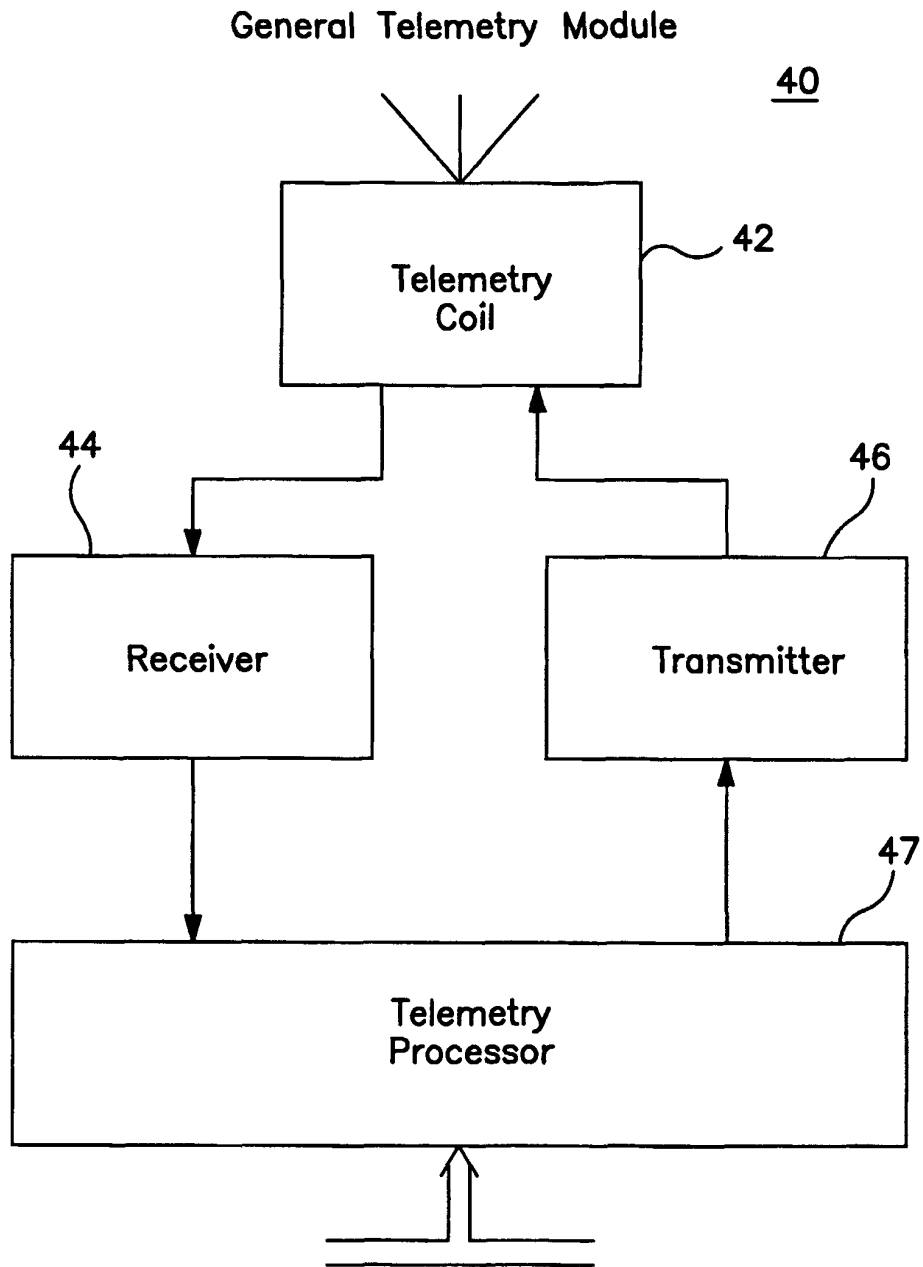 General Telemetry Module
40
Telemetry
Coil
42
44
46
Receiver
Transmitter
47
Telemetry
Processor